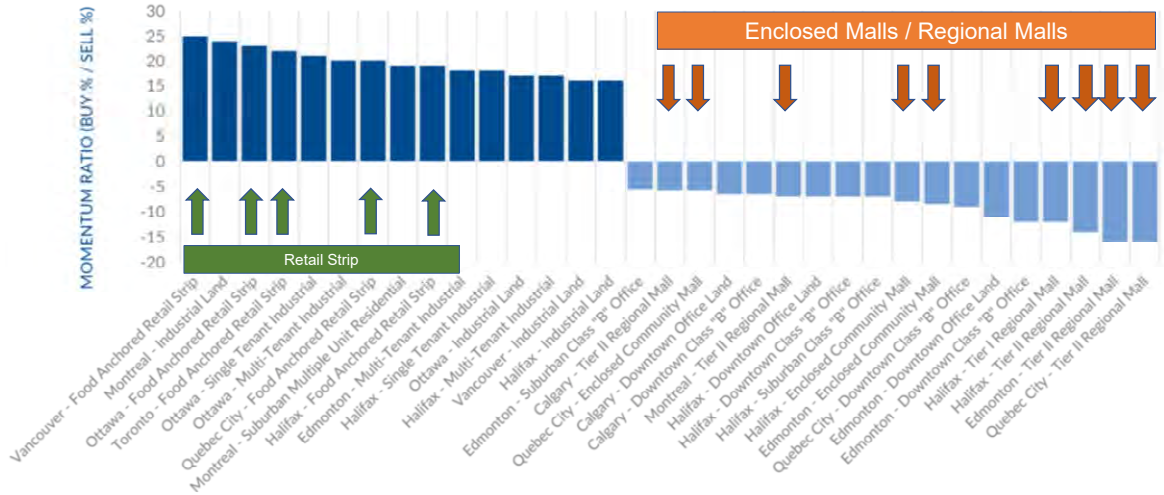 MOMENTUM RATIO (BUY % / SELL %)
30
25
20
15
10
5
0
-5
-10
-15
-20
Enclosed Malls / Regional Malls
Retail Strip
Vancouver - Food Anchored Retail Strip
Montreal - Industrial Land
Ottawa - Food Anchored Retail Strip
Toronto - Food Anchored Retail Strip
Ottawa - Single Tenant Industrial
Ottawa - Multi-Tenant Industrial
Quebec City - Food Anchored Retail Strip
Montreal - Suburban Multiple Unit Residential
Halifax - Food Anchored Retail Strip
Edmonton - Multi-Tenant Industrial
Halifax - Single Tenant Industrial
Ottawa - Industrial Land
Halifax - Multi-Tenant Industrial
Vancouver - Industrial Land
Halifax - Industrial Land
Edmonton - Suburban Class "B" Office
Calgary - Tier II Regional Mall
Quebec City - Enclosed Community Mall
Calgary - Downtown Office Land
Calgary - Downtown Class "B" Office
Montreal - Tier II Regional Mall
Halifax - Downtown Office Land
Halifax - Downtown Class "B" Office
Halifax - Suburban Class "B" Office
Halifax - Enclosed Community Mall
Edmonton - Enclosed Community Mall
Quebec City - Downtown Class "B" Office
Edmonton - Downtown Office Land
Edmonton - Downtown Class "B" Office
Halifax - Tier I Regional Mall
Halifax - Tier II Regional Mall
Edmonton - Tier II Regional Mall
Quebec City - Tier II Regional Mall